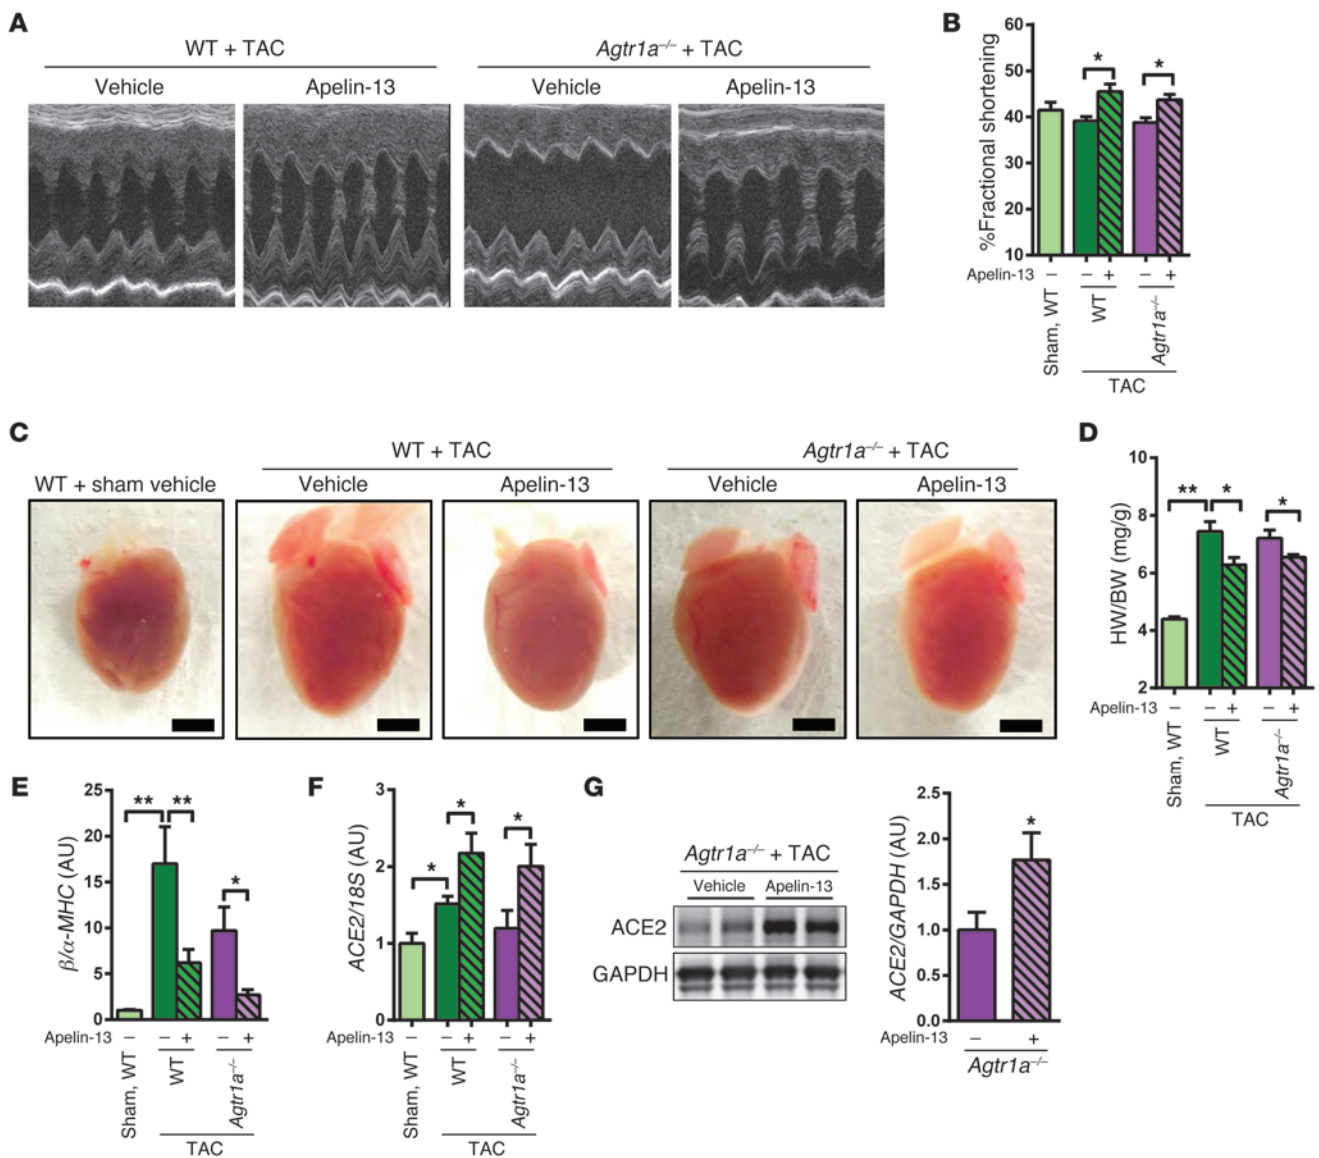 A
WT + TAC
Agtr1a–/– + TAC
Vehicle
Apelin-13
Vehicle
Apelin-13
B
%Fractional shortening
60
50
40
30
20
10
*
*
Apelin-13 – – + – +
Sham, WT
WT
Agtr1a–/–
TAC
C
WT + TAC
Agtr1a–/– + TAC
WT + sham vehicle
Vehicle
Apelin-13
Vehicle
Apelin-13
D
HW/BW (mg/g)
10
8
6
4
2
**
*
*
Apelin-13 – – + – +
Sham, WT
WT
Agtr1a–/–
TAC
E
β/α-MHC (AU)
25
20
15
10
5
0
**
**
*
Apelin-13 – – + – +
Sham, WT
WT
Agtr1a–/–
TAC
F
ACE2/18S (AU)
3
2
1
0
*
*
*
Apelin-13 – – + – +
Sham, WT
WT
Agtr1a–/–
TAC
G
Agtr1a–/– + TAC
Vehicle
Apelin-13
ACE2
GAPDH
ACE2/GAPDH (AU)
2.5
2.0
1.5
1.0
0.5
0.0
*
Apelin-13 – +
Agtr1a–/–